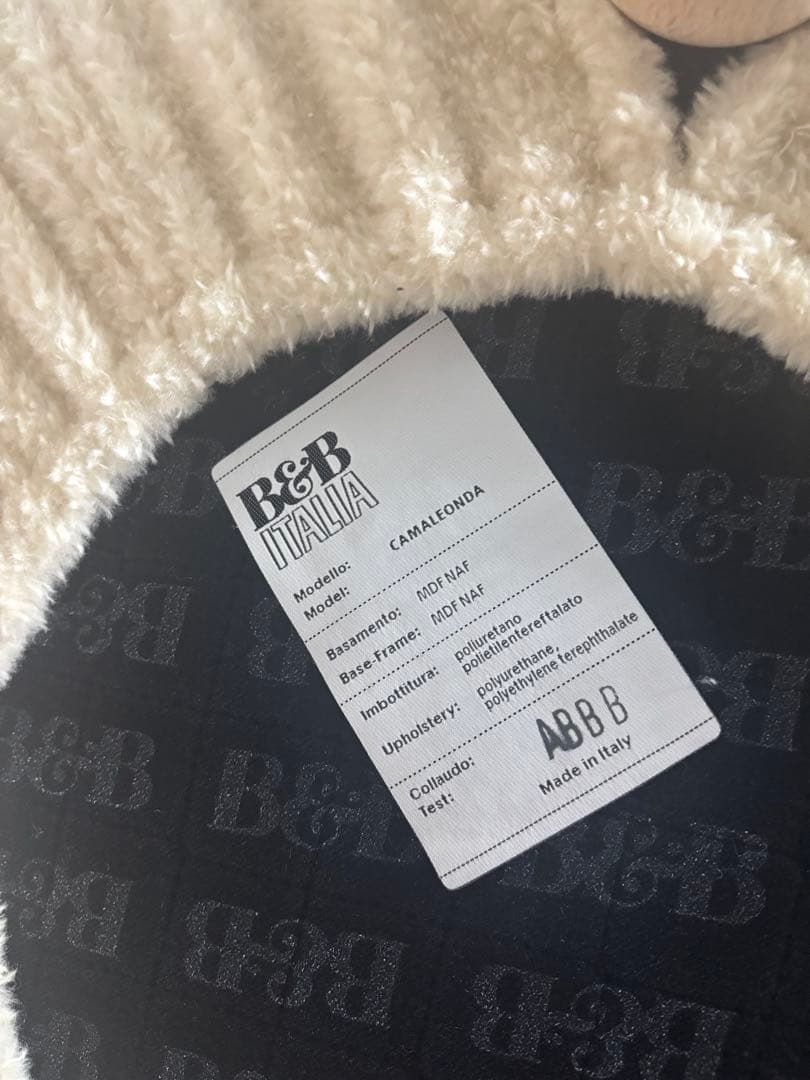 B&B
ITALIA
Modello: CAMALEONDA
Model:
Basamento: MDF NAF
Base-Frame: MDF NAF
Imbottitura: poliuretano
polietilentereftalato
Upholstery: polyurethane,
polyethylene terephthalate
Collaudo: ABBB
Test:
Made in Italy
B&B
B&B
B&B
B&B
B&B
B&B
B&B
B&B
B&B